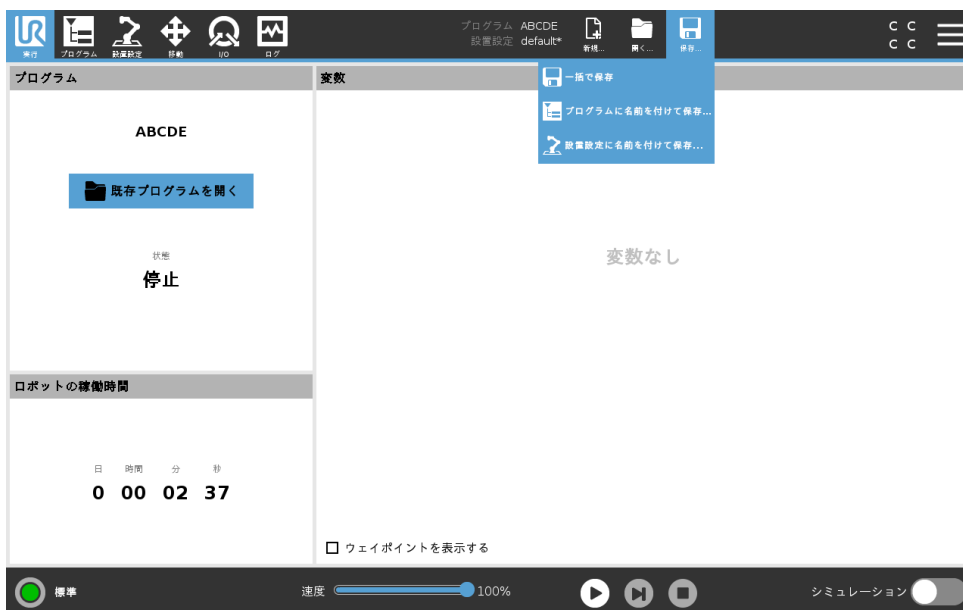 UR
実行
プログラム
設置設定
移動
I/O
ログ
プログラム ABCDE
設置設定 default*
新規...
開く...
保存...
C C
C C
一括で保存
プログラムに名前を付けて保存...
設置設定に名前を付けて保存...
プログラム
ABCDE
既存プログラムを開く
状態
停止
変数
変数なし
ロボットの稼働時間
日 時間 分 秒
0 00 02 37
ウェイポイントを表示する
標準
速度 100%
シミュレーション